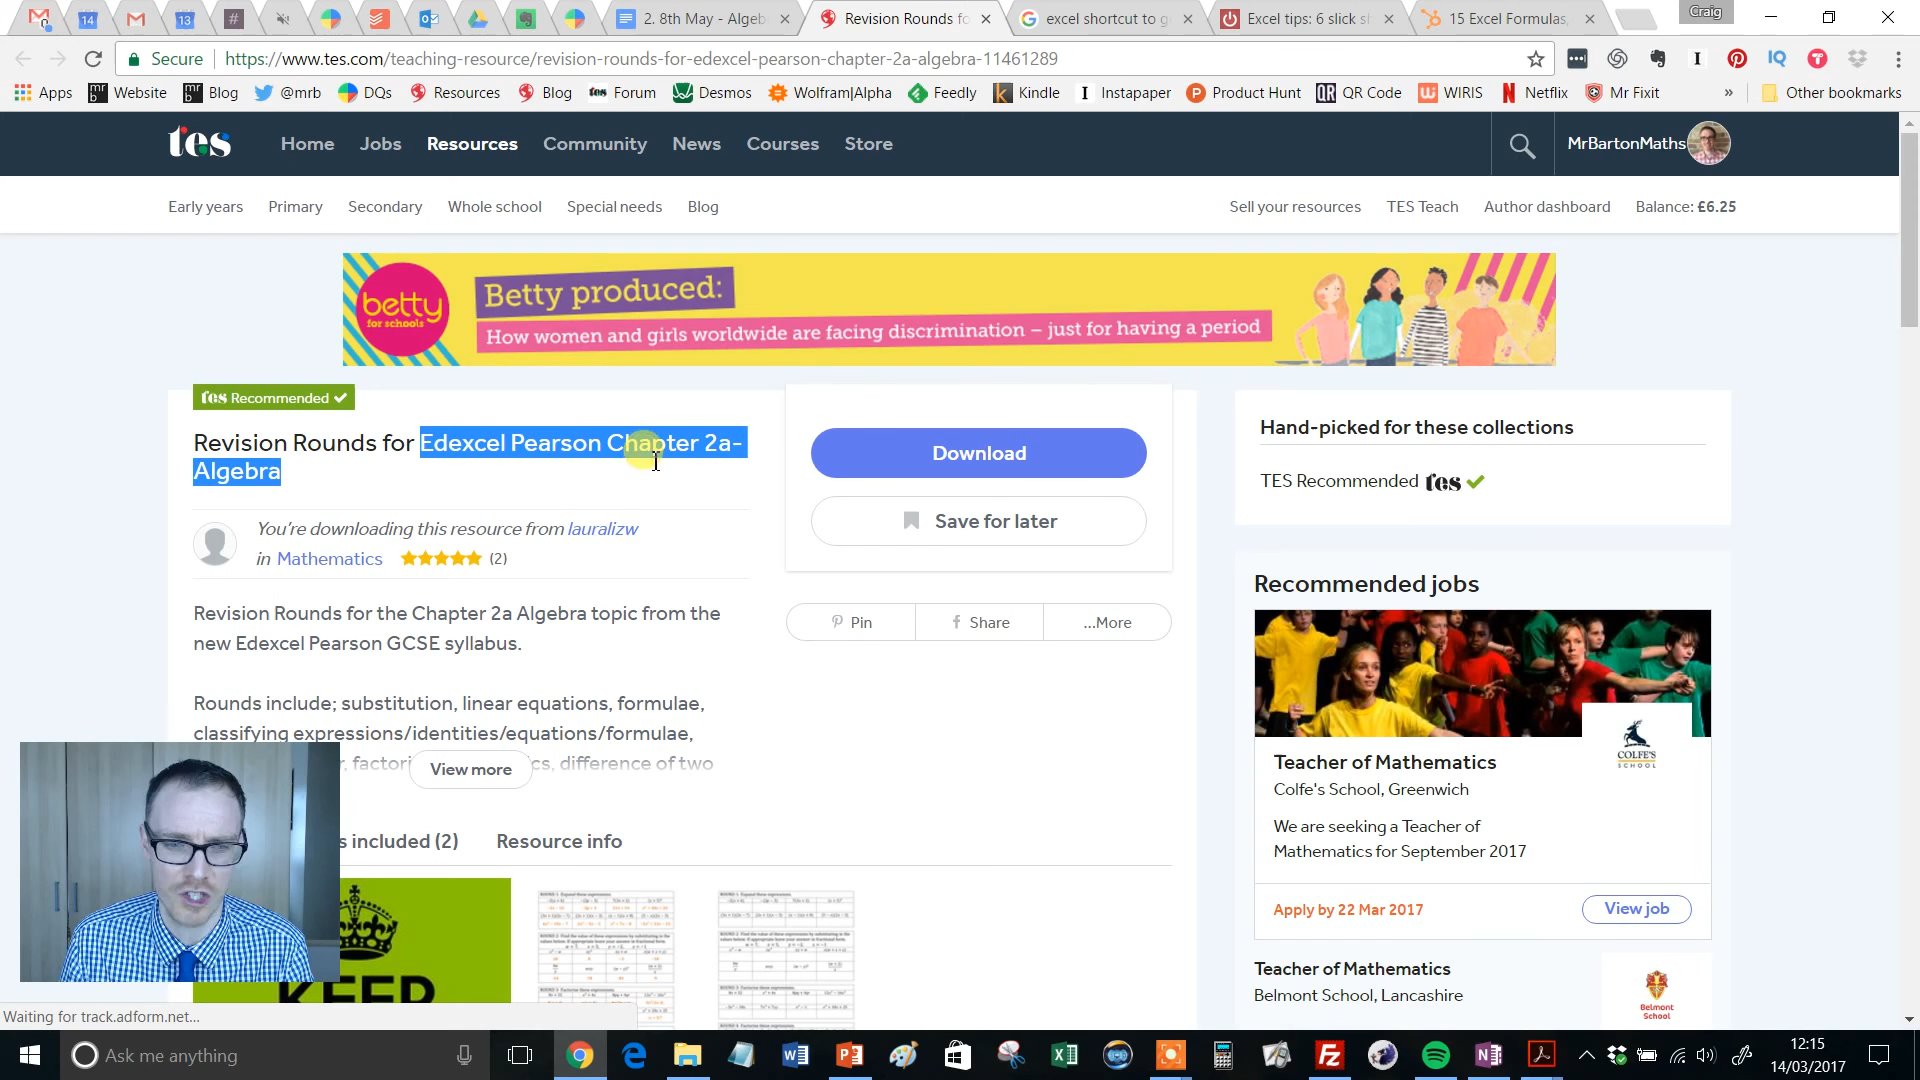 2. 8th May - Algeb
Revision Rounds fo
excel shortcut to g
Excel tips: 6 slick s
15 Excel Formulas,
Craig
Secure
https://www.tes.com/teaching-resource/revision-rounds-for-edexcel-pearson-chapter-2a-algebra-11461289
Apps Website Blog @mrb DQs Resources Blog Forum Desmos Wolfram|Alpha Feedly Kindle Instapaper Product Hunt QR Code WIRIS Netflix Mr Fixit » Other bookmarks
tes Home Jobs Resources Community News Courses Store MrBartonMaths
Early years Primary Secondary Whole school Special needs Blog Sell your resources TES Teach Author dashboard Balance: £6.25
betty
for schools
Betty produced:
How women and girls worldwide are facing discrimination – just for having a period
tes Recommended
Revision Rounds for Edexcel Pearson Chapter 2a-
Algebra
You're downloading this resource from lauralizw
in Mathematics (2)
Revision Rounds for the Chapter 2a Algebra topic from the
new Edexcel Pearson GCSE syllabus.
Rounds include; substitution, linear equations, formulae,
classifying expressions/identities/equations/formulae,
difference of two
View more
included (2)
Resource info
KEEP
Download
Save for later
Pin
Share
...More
Hand-picked for these collections
TES Recommended tes
Recommended jobs
COLFE'S
SCHOOL
Teacher of Mathematics
Colfe's School, Greenwich
We are seeking a Teacher of
Mathematics for September 2017
Apply by 22 Mar 2017
View job
Teacher of Mathematics
Belmont School, Lancashire
Belmont
School
Waiting for track.adform.net...
Ask me anything
12:15
14/03/2017